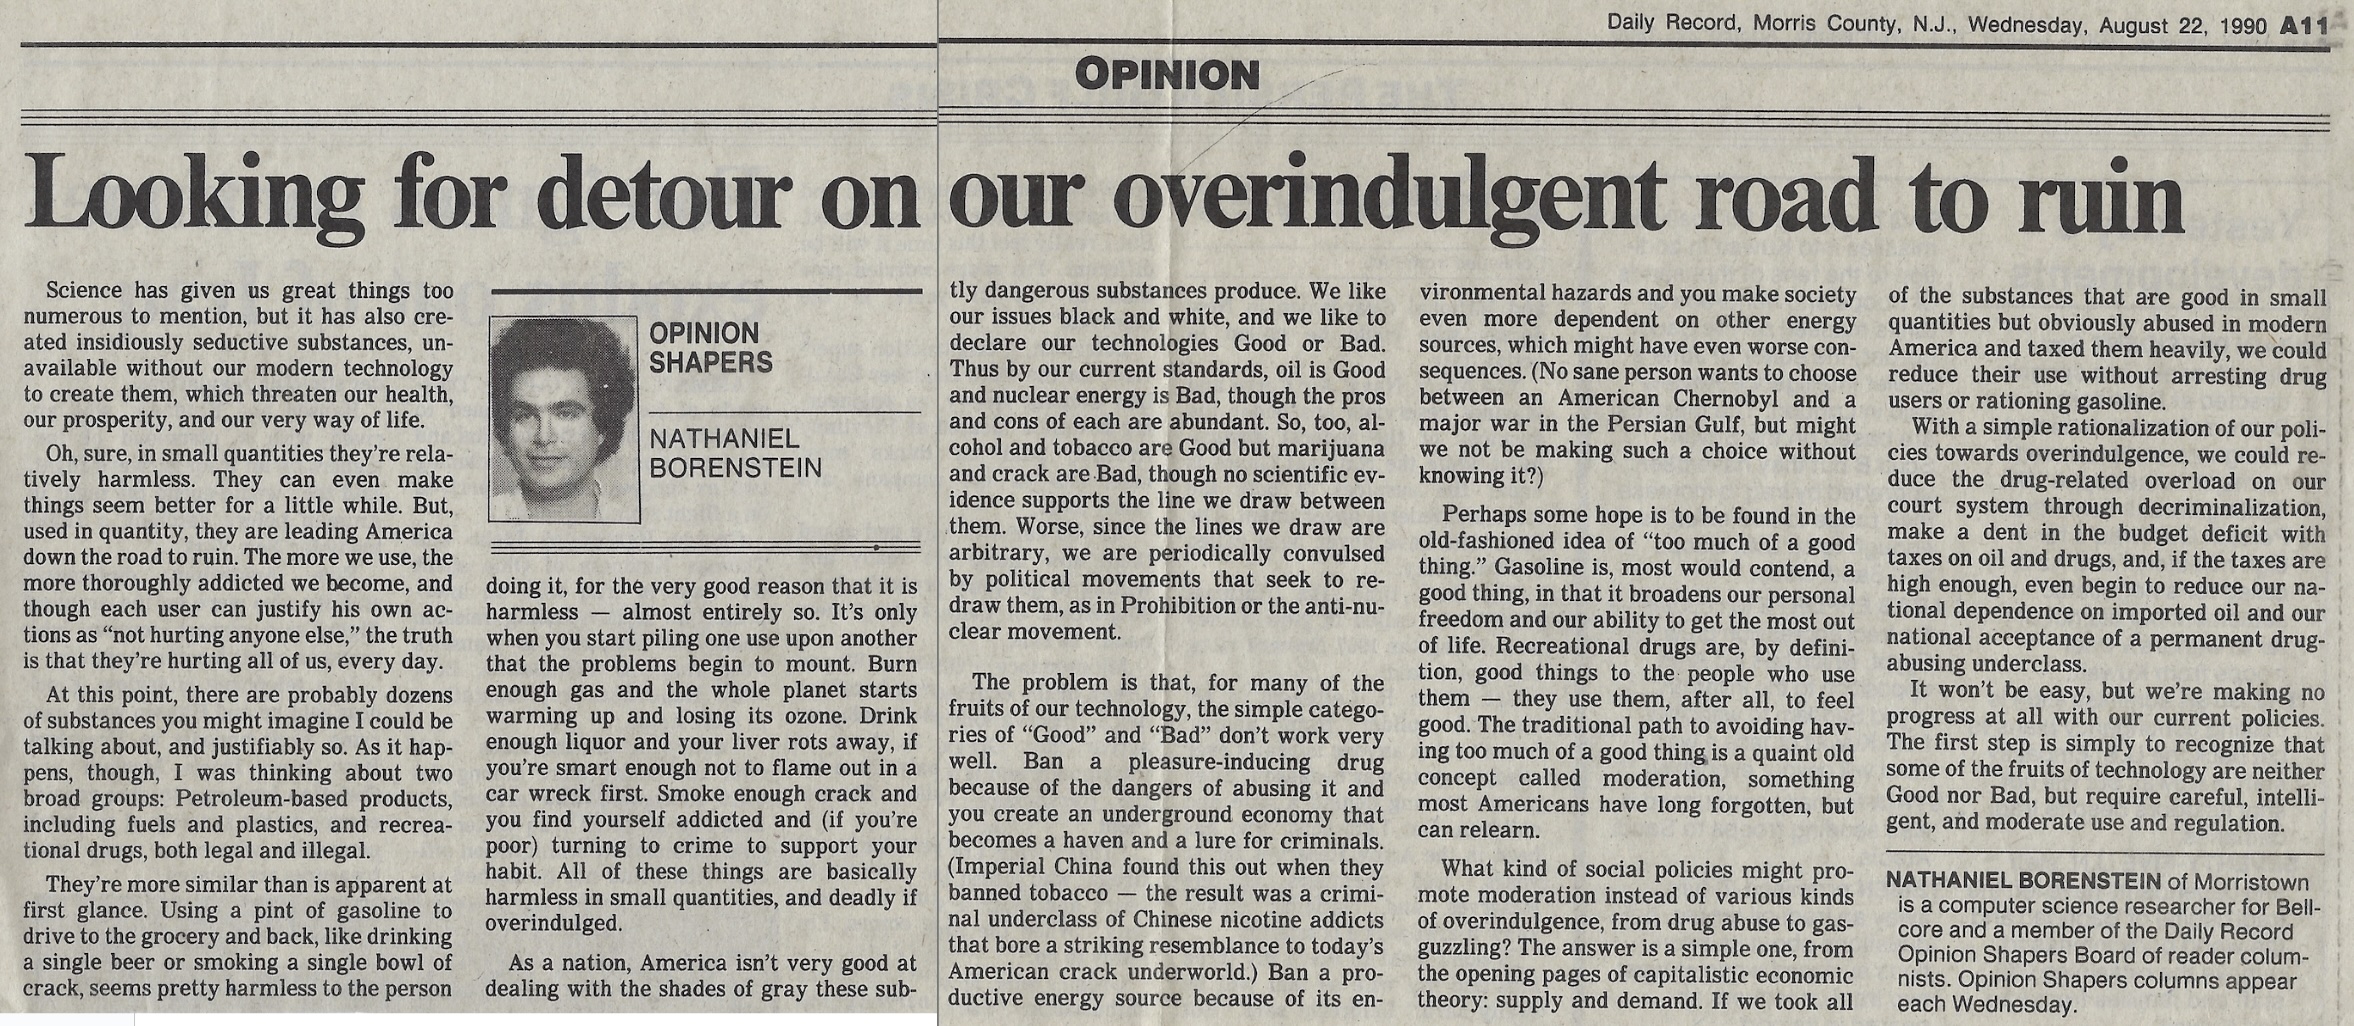 Daily Record, Morris County, N.J., Wednesday, August 22, 1990 A11
OPINION
Looking for detour on our overindulgent road to ruin
Science has given us great things too
numerous to mention, but it has also cre-
ated insidiously seductive substances, un-
available without our modern technology
to create them, which threaten our health,
our prosperity, and our very way of life.
Oh, sure, in small quantities they're rela-
tively harmless. They can even make
things seem better for a little while. But,
used in quantity, they are leading America
down the road to ruin. The more we use, the
more thoroughly addicted we become, and
though each user can justify his own ac-
tions as “not hurting anyone else,” the truth
is that they're hurting all of us, every day.
At this point, there are probably dozens
of substances you might imagine I could be
talking about, and justifiably so. As it hap-
pens, though, I was thinking about two
broad groups: Petroleum-based products,
including fuels and plastics, and recrea-
tional drugs, both legal and illegal.
They're more similar than is apparent at
first glance. Using a pint of gasoline to
drive to the grocery and back, like drinking
a single beer or smoking a single bowl of
crack, seems pretty harmless to the person
OPINION
SHAPERS
NATHANIEL
BORENSTEIN
doing it, for the very good reason that it is
harmless — almost entirely so. It's only
when you start piling one use upon another
that the problems begin to mount. Burn
enough gas and the whole planet starts
warming up and losing its ozone. Drink
enough liquor and your liver rots away, if
you're smart enough not to flame out in a
car wreck first. Smoke enough crack and
you find yourself addicted and (if you're
poor) turning to crime to support your
habit. All of these things are basically
harmless in small quantities, and deadly if
overindulged.
As a nation, America isn't very good at
dealing with the shades of gray these sub-
tly dangerous substances produce. We like
our issues black and white, and we like to
declare our technologies Good or Bad.
Thus by our current standards, oil is Good
and nuclear energy is Bad, though the pros
and cons of each are abundant. So, too, al-
cohol and tobacco are Good but marijuana
and crack are Bad, though no scientific ev-
idence supports the line we draw between
them. Worse, since the lines we draw are
arbitrary, we are periodically convulsed
by political movements that seek to re-
draw them, as in Prohibition or the anti-nu-
clear movement.
The problem is that, for many of the
fruits of our technology, the simple catego-
ries of “Good” and “Bad” don't work very
well. Ban a pleasure-inducing drug
because of the dangers of abusing it and
you create an underground economy that
becomes a haven and a lure for criminals.
(Imperial China found this out when they
banned tobacco — the result was a crimi-
nal underclass of Chinese nicotine addicts
that bore a striking resemblance to today's
American crack underworld.) Ban a pro-
ductive energy source because of its en-
vironmental hazards and you make society
even more dependent on other energy
sources, which might have even worse con-
sequences. (No sane person wants to choose
between an American Chernobyl and a
major war in the Persian Gulf, but might
we not be making such a choice without
knowing it?)
Perhaps some hope is to be found in the
old-fashioned idea of “too much of a good
thing.” Gasoline is, most would contend, a
good thing, in that it broadens our personal
freedom and our ability to get the most out
of life. Recreational drugs are, by defini-
tion, good things to the people who use
them — they use them, after all, to feel
good. The traditional path to avoiding hav-
ing too much of a good thing is a quaint old
concept called moderation, something
most Americans have long forgotten, but
can relearn.
What kind of social policies might pro-
mote moderation instead of various kinds
of overindulgence, from drug abuse to gas-
guzzling? The answer is a simple one, from
the opening pages of capitalistic economic
theory: supply and demand. If we took all
of the substances that are good in small
quantities but obviously abused in modern
America and taxed them heavily, we could
reduce their use without arresting drug
users or rationing gasoline.
With a simple rationalization of our poli-
cies towards overindulgence, we could re-
duce the drug-related overload on our
court system through decriminalization,
make a dent in the budget deficit with
taxes on oil and drugs, and, if the taxes are
high enough, even begin to reduce our na-
tional dependence on imported oil and our
national acceptance of a permanent drug-
abusing underclass.
It won't be easy, but we're making no
progress at all with our current policies.
The first step is simply to recognize that
some of the fruits of technology are neither
Good nor Bad, but require careful, intelli-
gent, and moderate use and regulation.
NATHANIEL BORENSTEIN of Morristown
is a computer science researcher for Bell-
core and a member of the Daily Record
Opinion Shapers Board of reader colum-
nists. Opinion Shapers columns appear
each Wednesday.